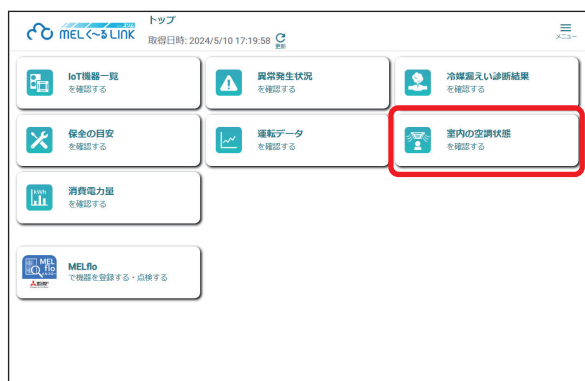 トップ
MEL<～るLINK
取得日時: 2024/5/10 17:19:58
更新
メニュー
IoT機器一覧
を確認する
異常発生状況
を確認する
冷媒漏えい診断結果
を確認する
保全の目安
を確認する
運転データ
を確認する
室内の空調状態
を確認する
kWh
消費電力量
を確認する
MEL
flo
MELflo
で機器を登録する・点検する